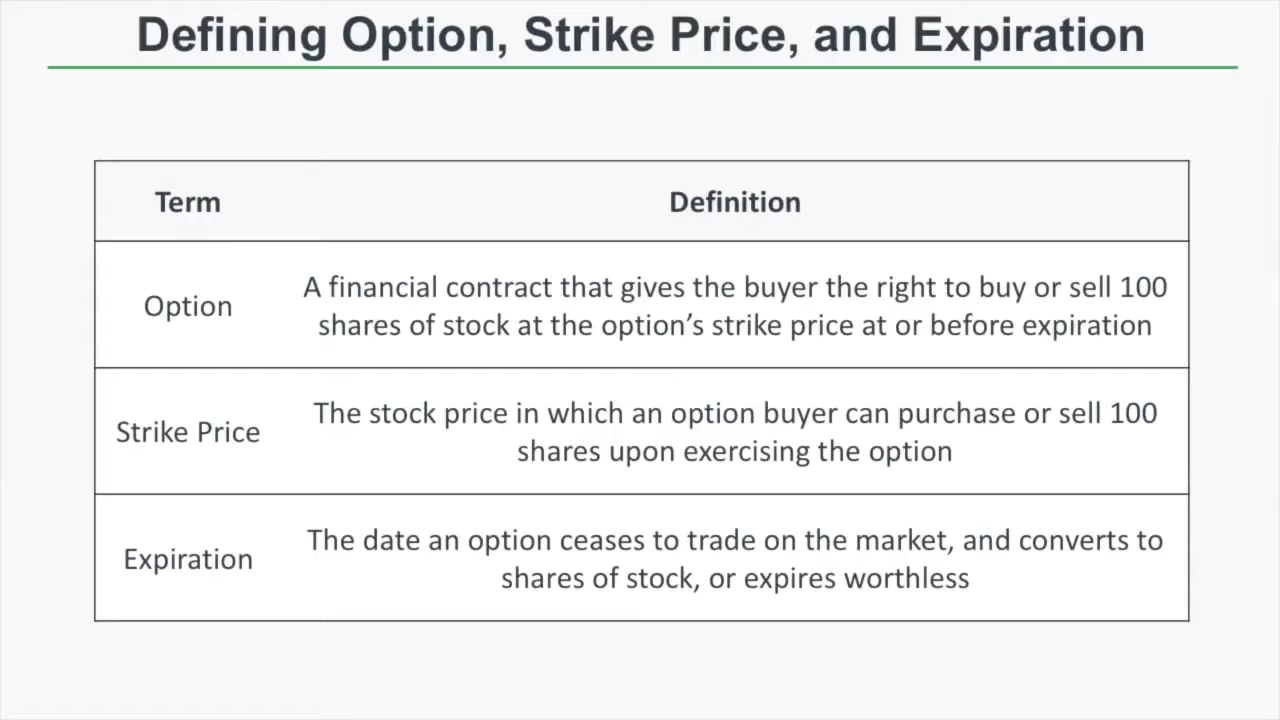 Defining Option, Strike Price, and Expiration
Term
Definition
Option
A financial contract that gives the buyer the right to buy or sell 100
shares of stock at the option’s strike price at or before expiration
Strike Price
The stock price in which an option buyer can purchase or sell 100
shares upon exercising the option
Expiration
The date an option ceases to trade on the market, and converts to
shares of stock, or expires worthless